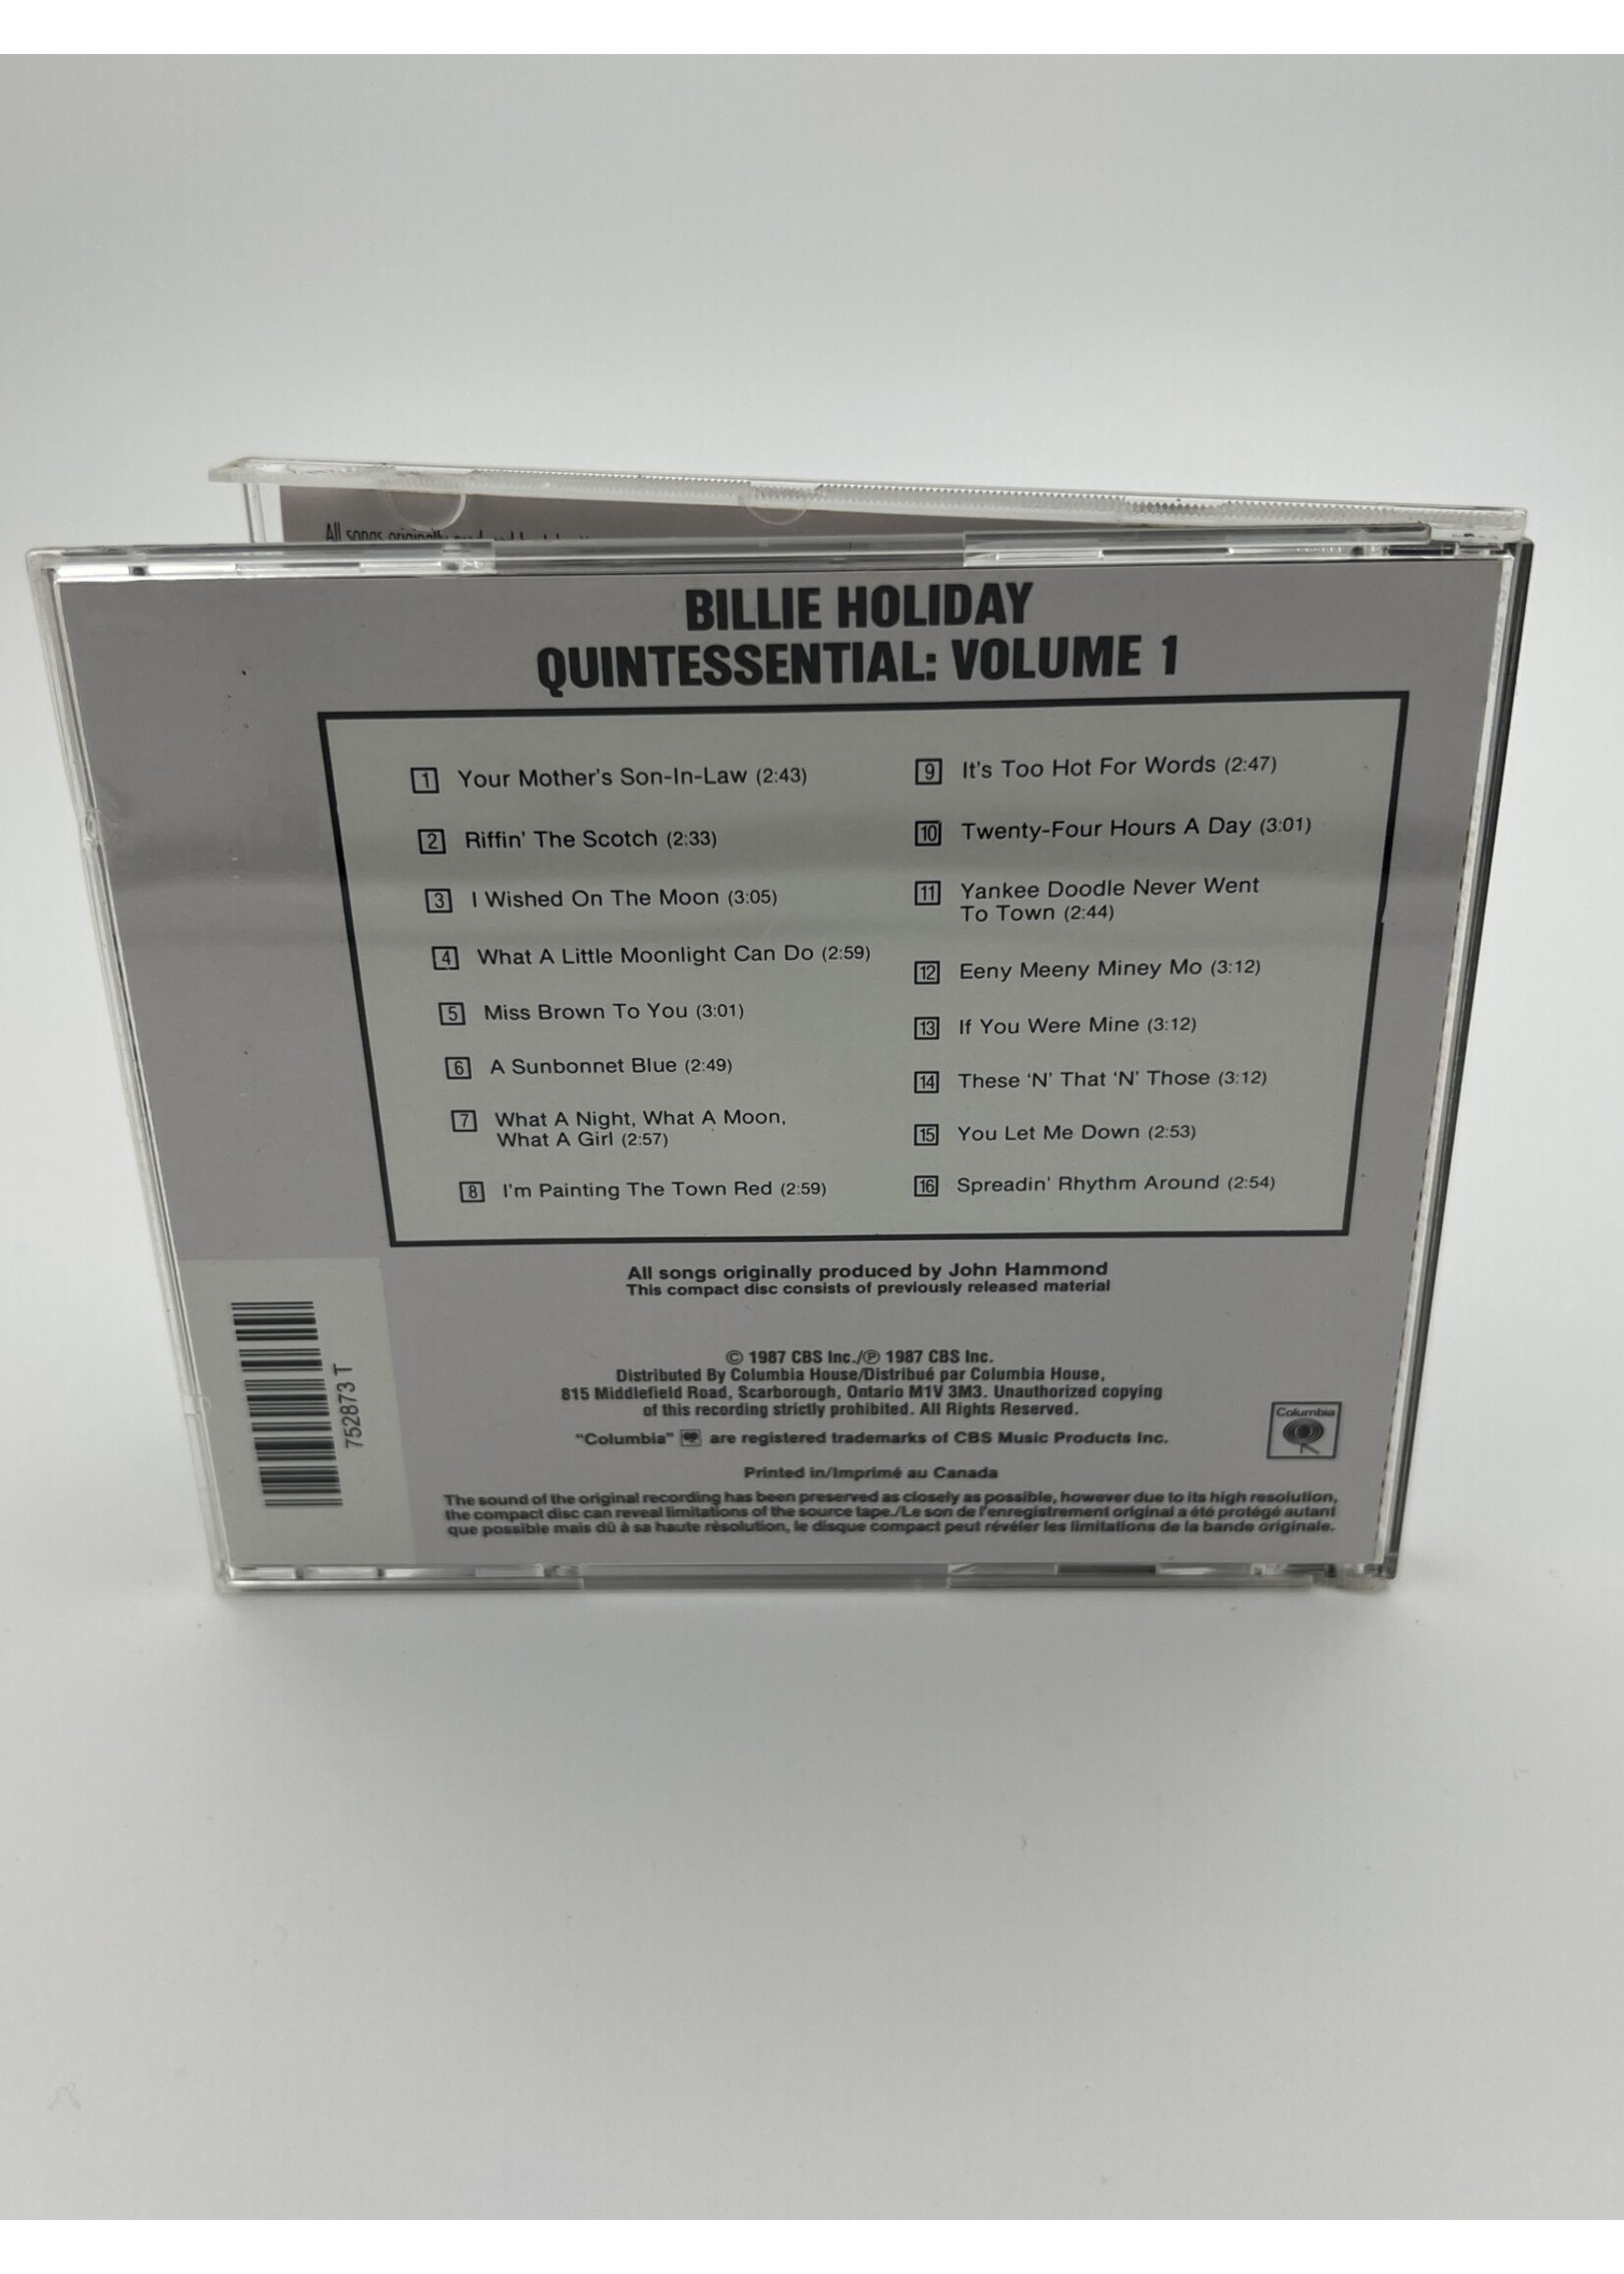 All songs originally
BILLIE HOLIDAY
QUINTESSENTIAL: VOLUME 1
1 Your Mother's Son-In-Law (2:43)
2 Riffin' The Scotch (2:33)
3 I Wished On The Moon (3:05)
4 What A Little Moonlight Can Do (2:59)
5 Miss Brown To You (3:01)
6 A Sunbonnet Blue (2:49)
7 What A Night, What A Moon,
What A Girl (2:57)
8 I'm Painting The Town Red (2:59)
9 It's Too Hot For Words (2:47)
10 Twenty-Four Hours A Day (3:01)
11 Yankee Doodle Never Went
To Town (2:44)
12 Eeny Meeny Miney Mo (3:12)
13 If You Were Mine (3:12)
14 These 'N' That 'N' Those (3:12)
15 You Let Me Down (2:53)
16 Spreadin' Rhythm Around (2:54)
All songs originally produced by John Hammond
This compact disc consists of previously released material
© 1987 CBS Inc./℗ 1987 CBS Inc.
Distributed By Columbia House/Distribué par Columbia House,
815 Middlefield Road, Scarborough, Ontario M1V 3M3. Unauthorized copying
of this recording strictly prohibited. All Rights Reserved.
"Columbia" are registered trademarks of CBS Music Products Inc.
Printed in/Imprimé au Canada
The sound of the original recording has been preserved as closely as possible, however due to its high resolution,
the compact disc can reveal limitations of the source tape./Le son de l'enregistrement original a été protégé autant
que possible mais dû à sa haute résolution, le disque compact peut révéler les limitations de la bande originale.
752873 T
Columbia